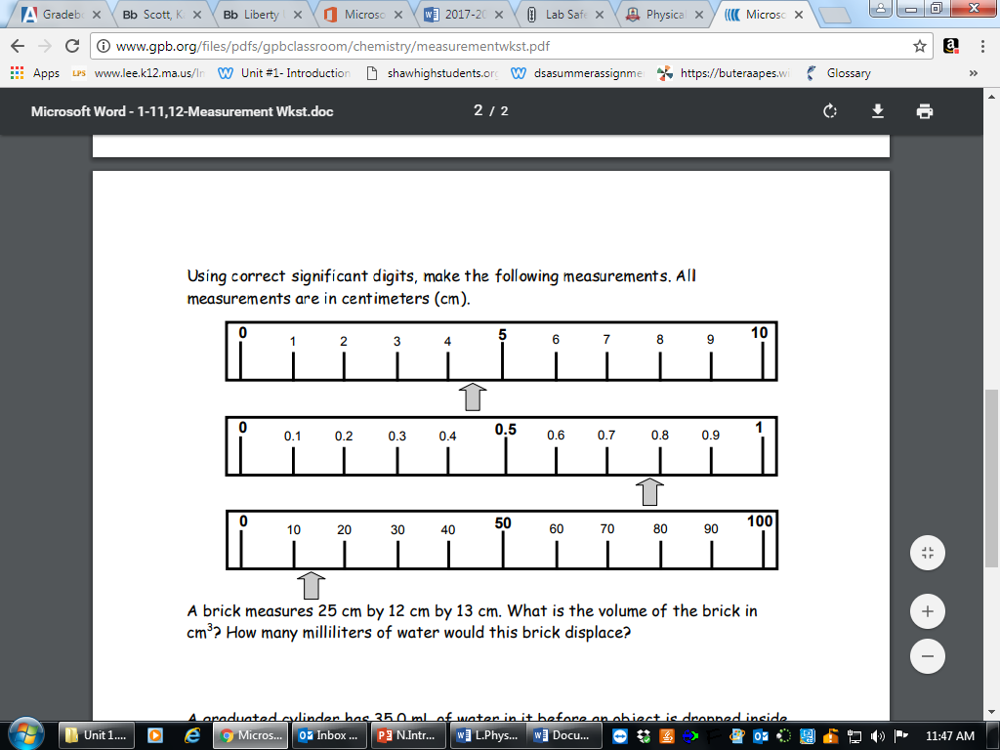 Gradeb
Bb Scott, K
Bb Liberty
Microso
2017-20
Lab Safe
Physica
Microso
www.gpb.org/files/pdfs/gpbclassroom/chemistry/measurementwkst.pdf
Apps
LPS www.lee.k12.ma.us/
Unit #1- Introduction
shawhighstudents.or
dsasummerassignme
https://buteraapes.w
Glossary
»
Microsoft Word - 1-11,12-Measurement Wkst.doc
2 / 2
Using correct significant digits, make the following measurements. All
measurements are in centimeters (cm).
0 1 2 3 4 5 6 7 8 9 10
0 0.1 0.2 0.3 0.4 0.5 0.6 0.7 0.8 0.9 1
0 10 20 30 40 50 60 70 80 90 100
A brick measures 25 cm by 12 cm by 13 cm. What is the volume of the brick in
cm³? How many milliliters of water would this brick displace?
A graduated cylinder has 35.0 mL of water in it before an object is dropped inside
Unit 1....
Micros...
Inbox ...
N.Intr...
L.Phys...
Docu...
11:47 AM